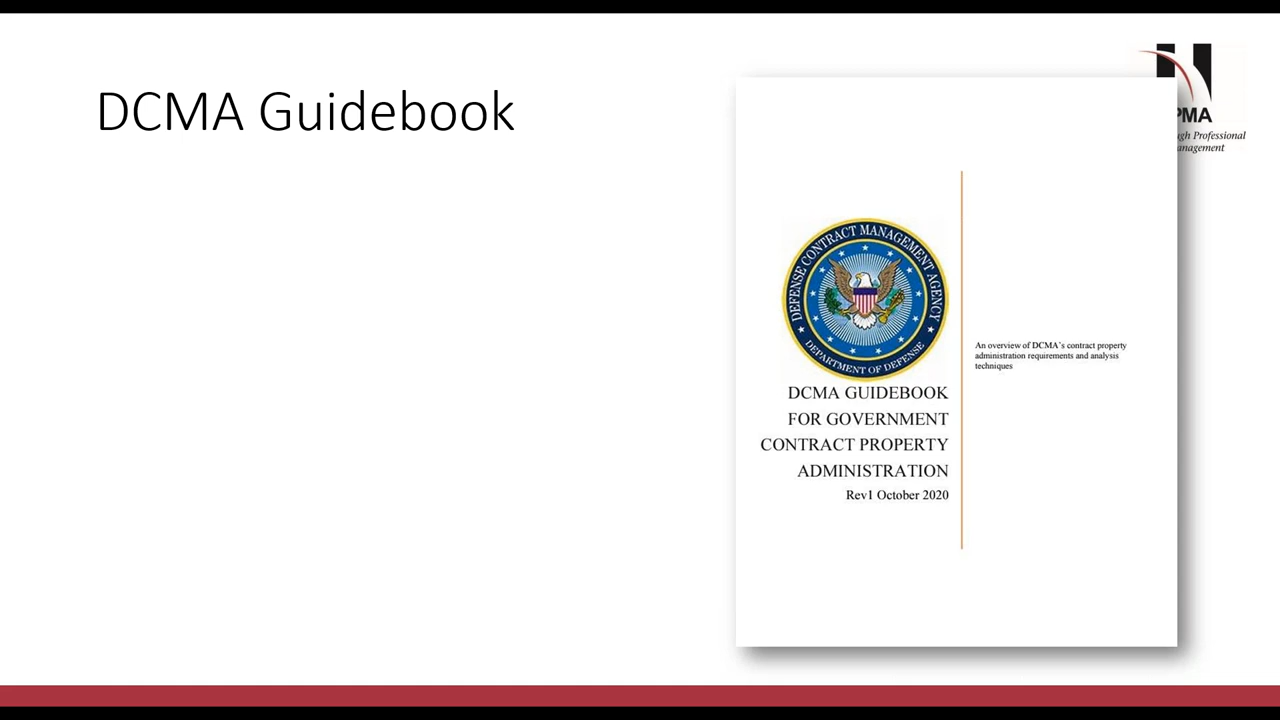 DCMA Guidebook
PMA
ugh Professional
anagement
DEFENSE CONTRACT MANAGEMENT AGENCY
DEPARTMENT OF DEFENSE
DCMA GUIDEBOOK
FOR GOVERNMENT
CONTRACT PROPERTY
ADMINISTRATION
Rev1 October 2020
An overview of DCMA's contract property
administration requirements and analysis
techniques